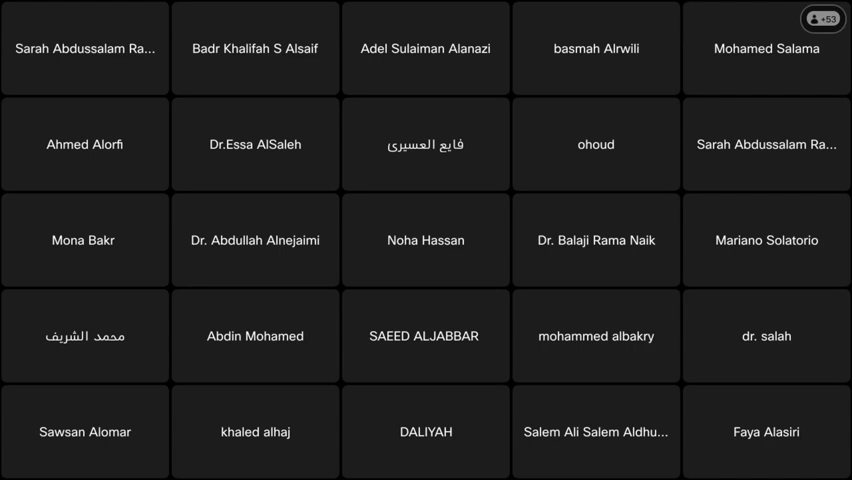 Sarah Abdussalam Ra...
Badr Khalifah S Alsaif
Adel Sulaiman Alanazi
basmah Alrwili
Mohamed Salama
+53
Ahmed Alorfi
Dr.Essa AlSaleh
فايع العسيرى
ohoud
Sarah Abdussalam Ra...
Mona Bakr
Dr. Abdullah Alnejaimi
Noha Hassan
Dr. Balaji Rama Naik
Mariano Solatorio
محمد الشريف
Abdin Mohamed
SAEED ALJABBAR
mohammed albakry
dr. salah
Sawsan Alomar
khaled alhaj
DALIYAH
Salem Ali Salem Aldhu...
Faya Alasiri